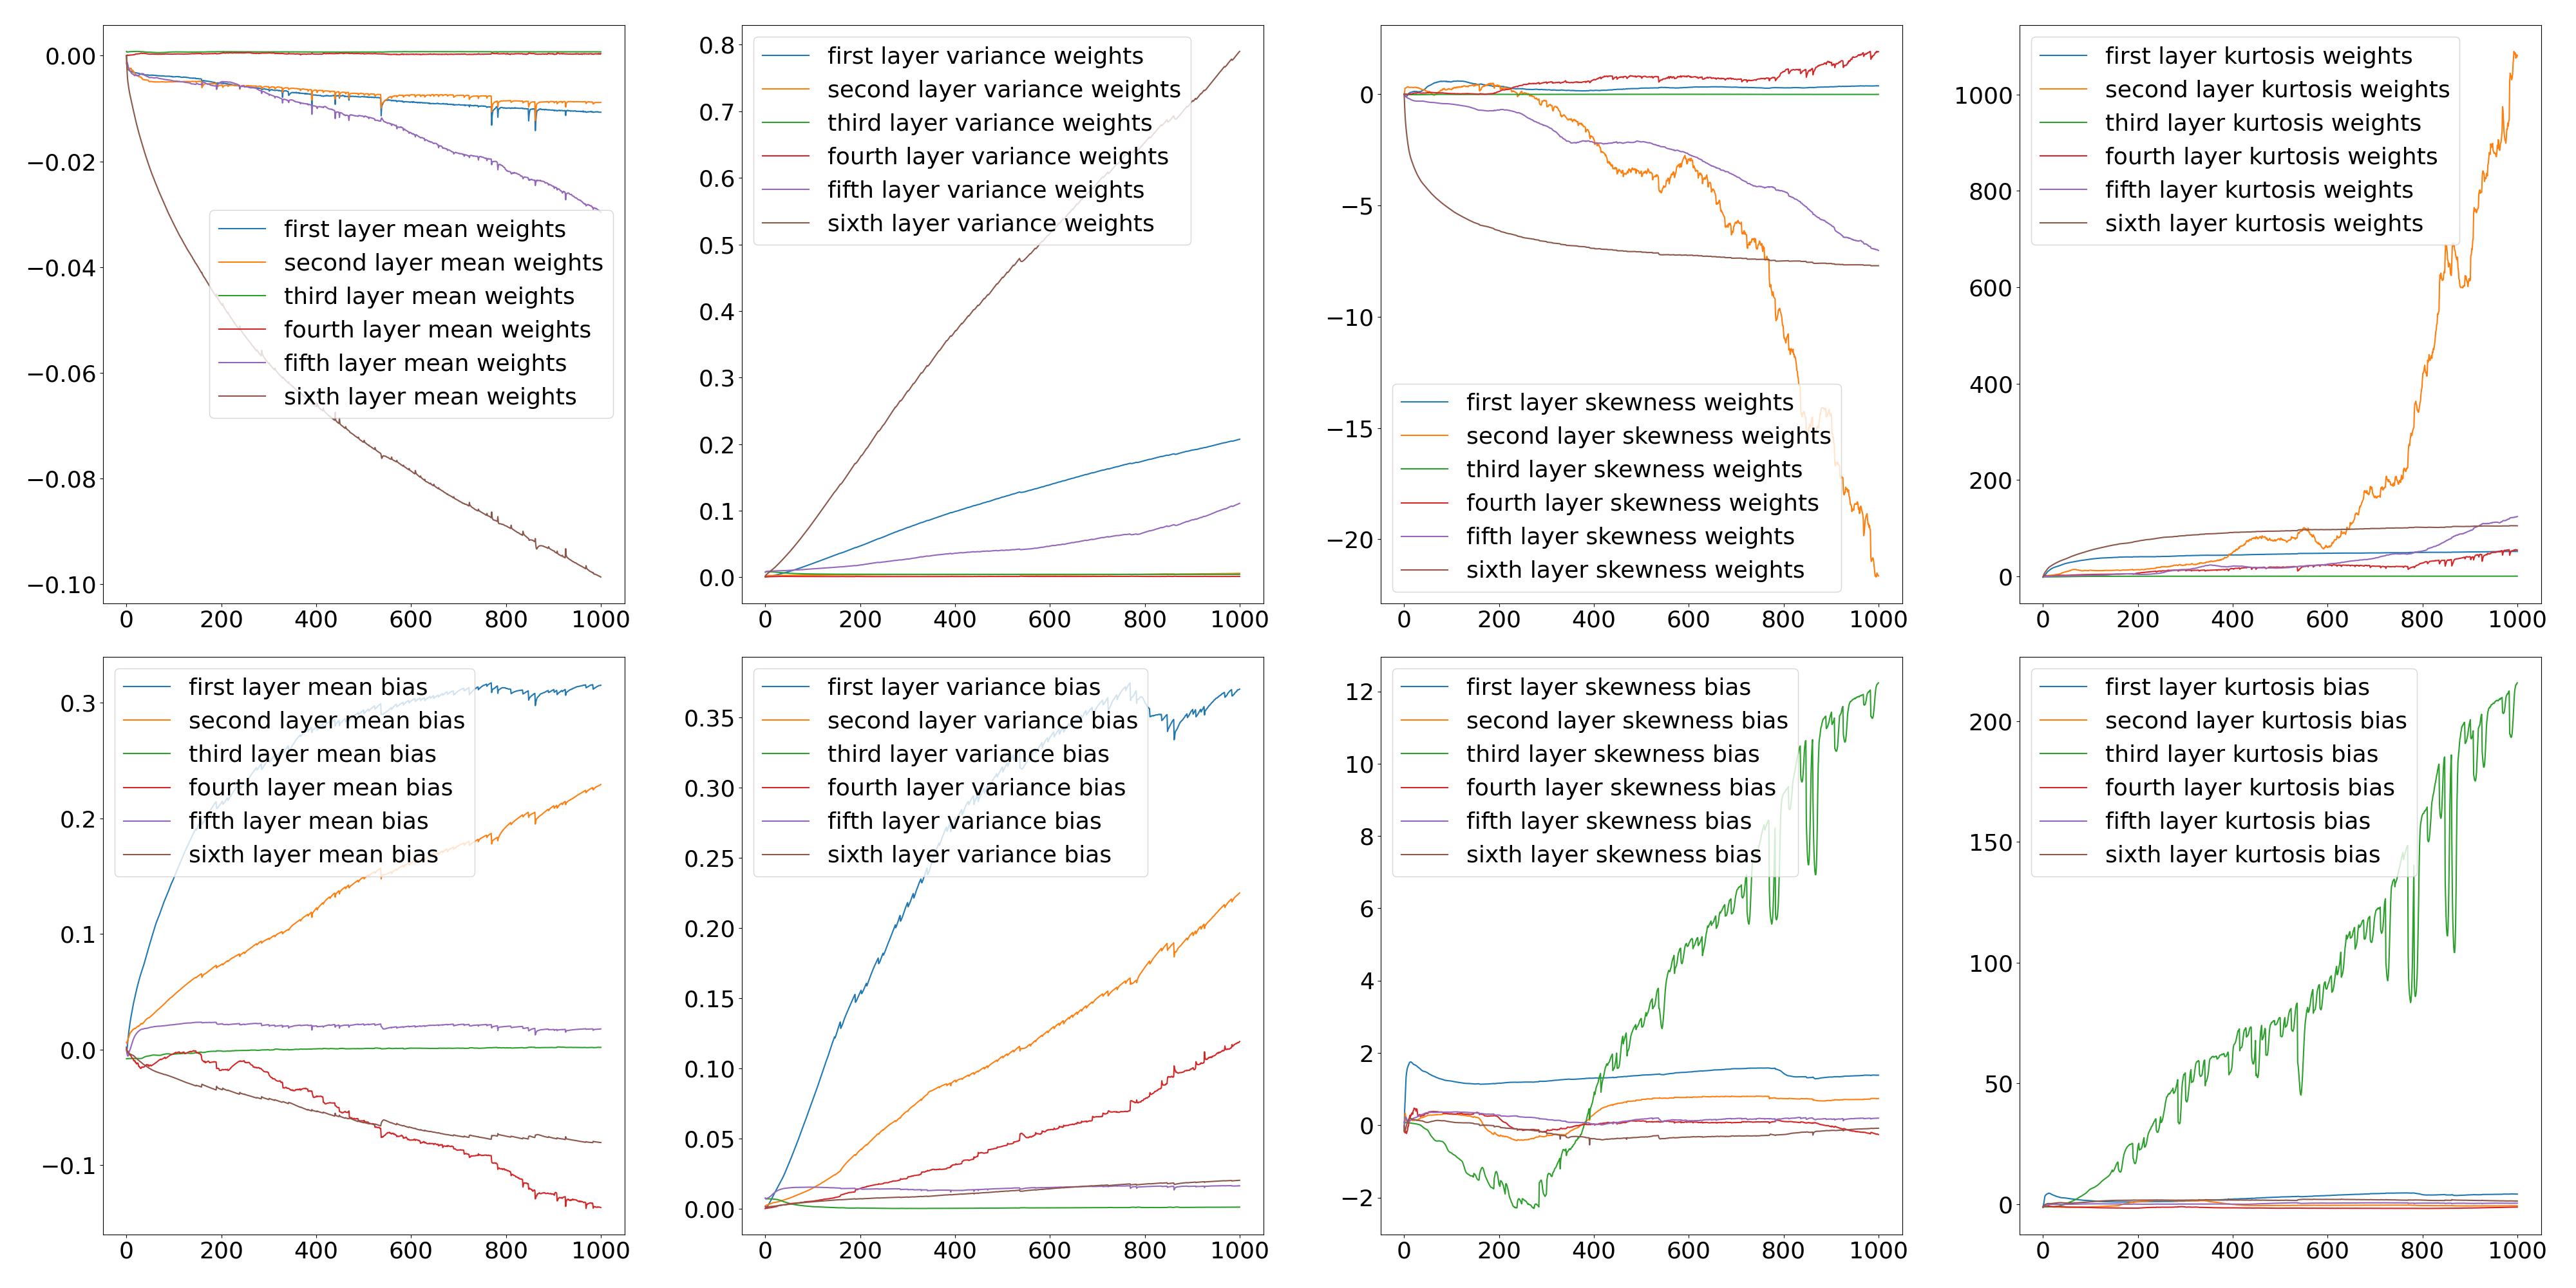 0.00
−0.02
−0.04
−0.06
−0.08
−0.10
first layer mean weights
second layer mean weights
third layer mean weights
fourth layer mean weights
fifth layer mean weights
sixth layer mean weights
0 200 400 600 800 1000
0.8
0.7
0.6
0.5
0.4
0.3
0.2
0.1
0.0
first layer variance weights
second layer variance weights
third layer variance weights
fourth layer variance weights
fifth layer variance weights
sixth layer variance weights
0 200 400 600 800 1000
0
−5
−10
−15
−20
first layer skewness weights
second layer skewness weights
third layer skewness weights
fourth layer skewness weights
fifth layer skewness weights
sixth layer skewness weights
0 200 400 600 800 1000
1000
800
600
400
200
0
first layer kurtosis weights
second layer kurtosis weights
third layer kurtosis weights
fourth layer kurtosis weights
fifth layer kurtosis weights
sixth layer kurtosis weights
0 200 400 600 800 1000
0.3
0.2
0.1
0.0
−0.1
first layer mean bias
second layer mean bias
third layer mean bias
fourth layer mean bias
fifth layer mean bias
sixth layer mean bias
0 200 400 600 800 1000
0.35
0.30
0.25
0.20
0.15
0.10
0.05
0.00
first layer variance bias
second layer variance bias
third layer variance bias
fourth layer variance bias
fifth layer variance bias
sixth layer variance bias
0 200 400 600 800 1000
12
10
8
6
4
2
0
−2
first layer skewness bias
second layer skewness bias
third layer skewness bias
fourth layer skewness bias
fifth layer skewness bias
sixth layer skewness bias
0 200 400 600 800 1000
200
150
100
50
0
first layer kurtosis bias
second layer kurtosis bias
third layer kurtosis bias
fourth layer kurtosis bias
fifth layer kurtosis bias
sixth layer kurtosis bias
0 200 400 600 800 1000